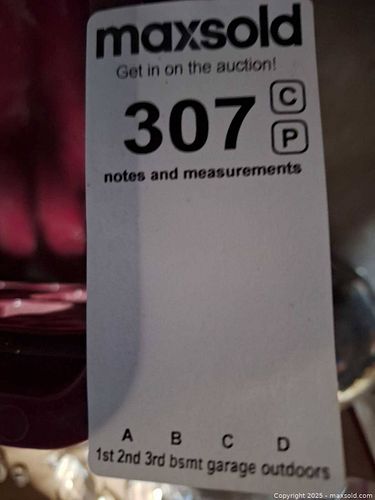 maxsold
Get in on the auction!
307
C
P
notes and measurements
A B C D
1st 2nd 3rd bsmt garage outdoors
Copyright 2025 - maxsold.com